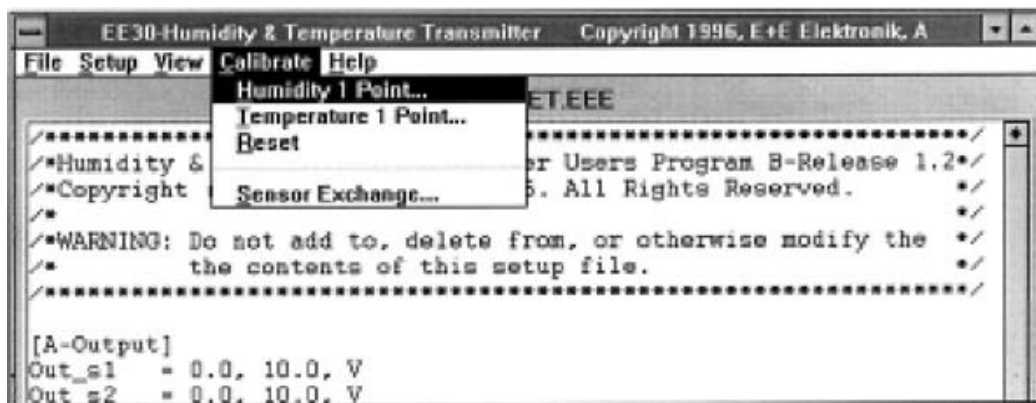 EE30-Humidity & Temperature Transmitter Copyright 1996, E+E Elektronik, A
File Setup View Calibrate Help
Humidity 1 Point...
Temperature 1 Point...
Reset
Sensor Exchange...
ET.EEE
/*****************************************************************/
/*Humidity & er Users Program B-Release 1.2*/
/*Copyright 6. All Rights Reserved. */
/* */
/*WARNING: Do not add to, delete from, or otherwise modify the */
/* the contents of this setup file. */
/*****************************************************************/
[A-Output]
Out_s1 = 0.0, 10.0, V
Out_s2 = 0.0, 10.0, V